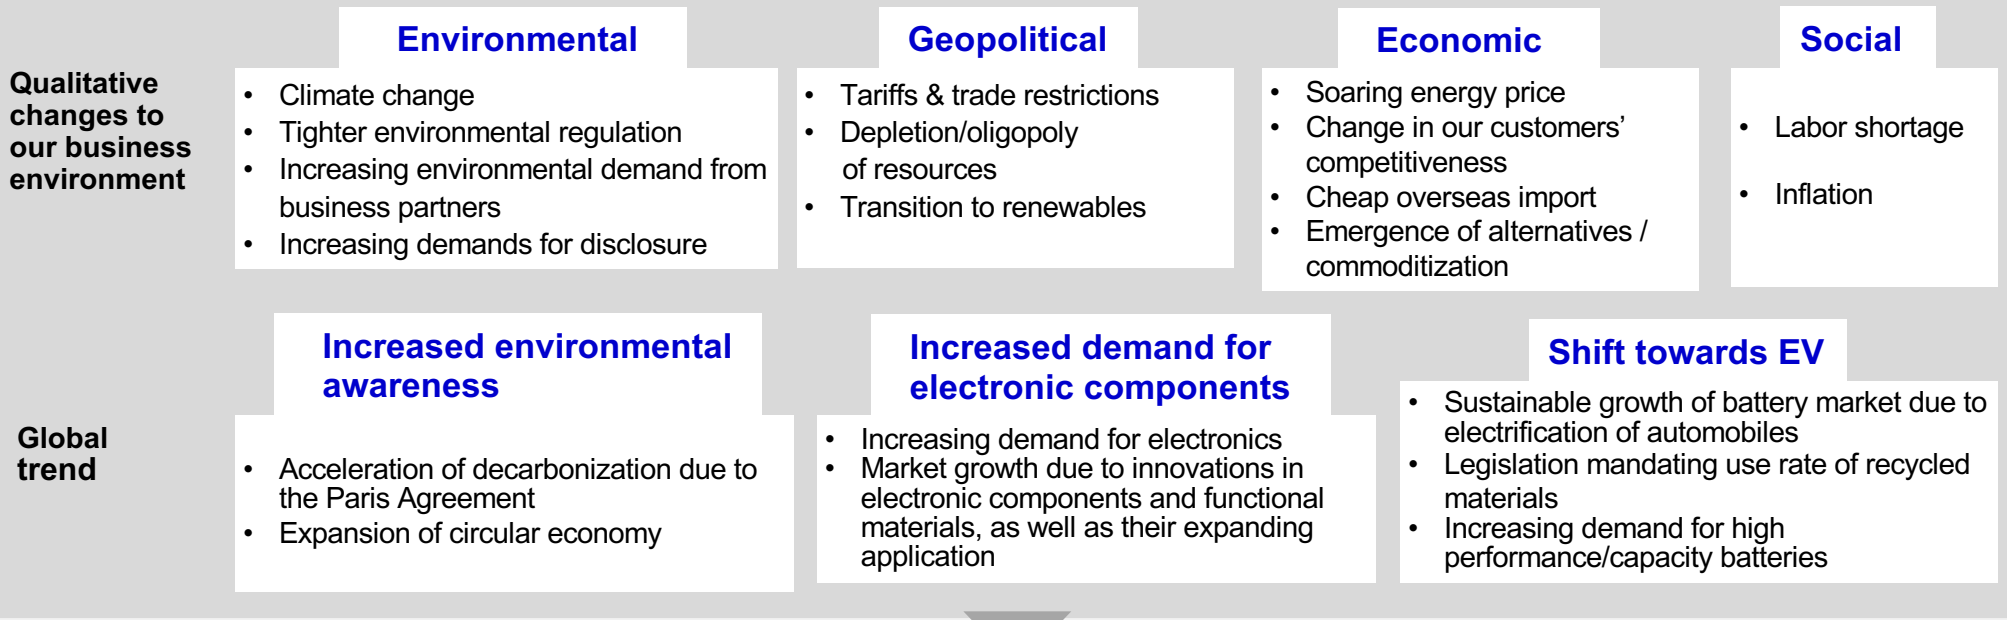 Qualitative
changes to
our business
environment
Environmental
• Climate change
• Tighter environmental regulation
• Increasing environmental demand from
business partners
• Increasing demands for disclosure
Geopolitical
• Tariffs & trade restrictions
• Depletion/oligopoly
of resources
• Transition to renewables
Economic
• Soaring energy price
• Change in our customers’
competitiveness
• Cheap overseas import
• Emergence of alternatives /
commoditization
Social
• Labor shortage
• Inflation
Global
trend
Increased environmental
awareness
• Acceleration of decarbonization due to
the Paris Agreement
• Expansion of circular economy
Increased demand for
electronic components
• Increasing demand for electronics
• Market growth due to innovations in
electronic components and functional
materials, as well as their expanding
application
Shift towards EV
• Sustainable growth of battery market due to
electrification of automobiles
• Legislation mandating use rate of recycled
materials
• Increasing demand for high
performance/capacity batteries